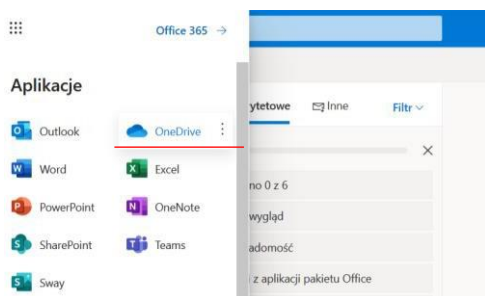 Office 365 →
Aplikacje
Outlook
OneDrive
Word
Excel
PowerPoint
OneNote
SharePoint
Teams
Sway
ytetowe
Inne
Filtr
no 0 z 6
wygląd
adomość
i z aplikacji pakietu Office